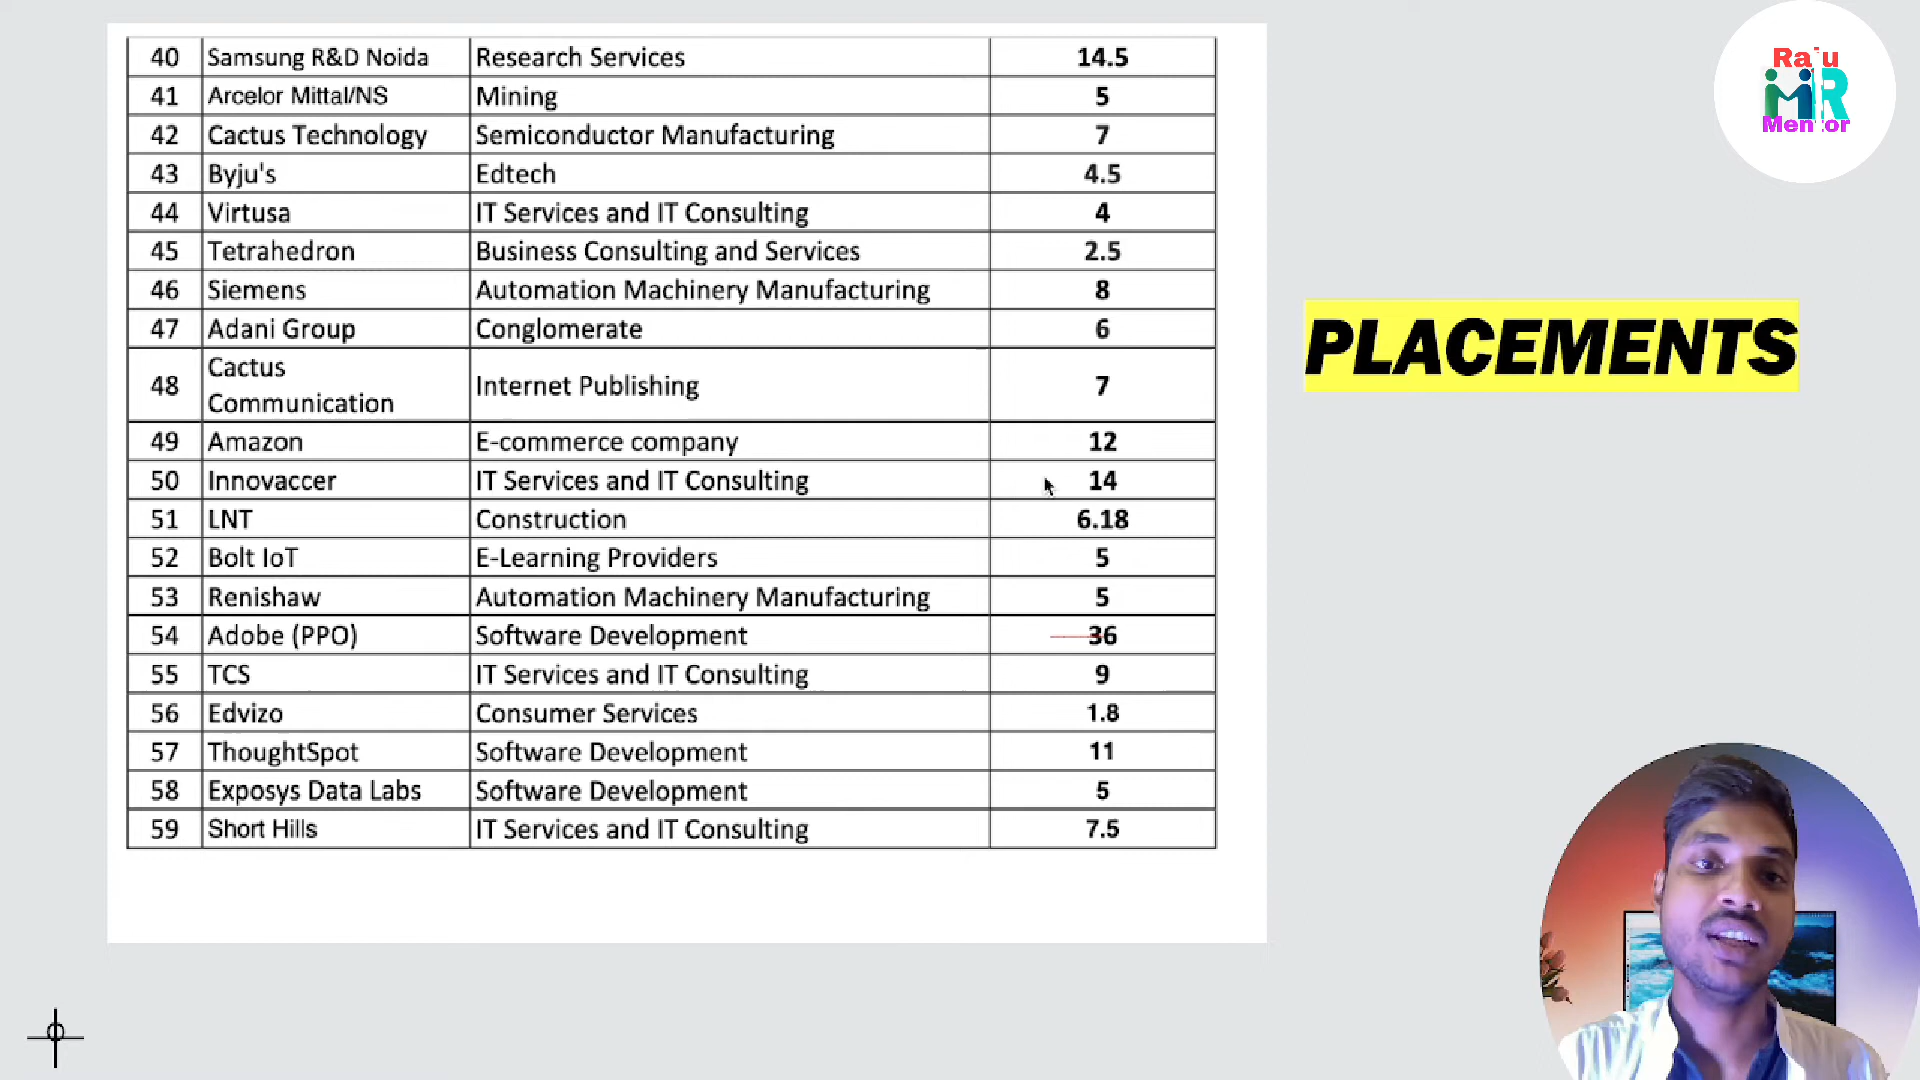 40 Samsung R&D Noida Research Services 14.5
41 Arcelor Mittal/NS Mining 5
42 Cactus Technology Semiconductor Manufacturing 7
43 Byju's Edtech 4.5
44 Virtusa IT Services and IT Consulting 4
45 Tetrahedron Business Consulting and Services 2.5
46 Siemens Automation Machinery Manufacturing 8
47 Adani Group Conglomerate 6
48 Cactus Communication Internet Publishing 7
49 Amazon E-commerce company 12
50 Innovaccer IT Services and IT Consulting 14
51 LNT Construction 6.18
52 Bolt IoT E-Learning Providers 5
53 Renishaw Automation Machinery Manufacturing 5
54 Adobe (PPO) Software Development 36
55 TCS IT Services and IT Consulting 9
56 Edvizo Consumer Services 1.8
57 ThoughtSpot Software Development 11
58 Exposys Data Labs Software Development 5
59 Short Hills IT Services and IT Consulting 7.5
PLACEMENTS
Raju
MR
Mentor